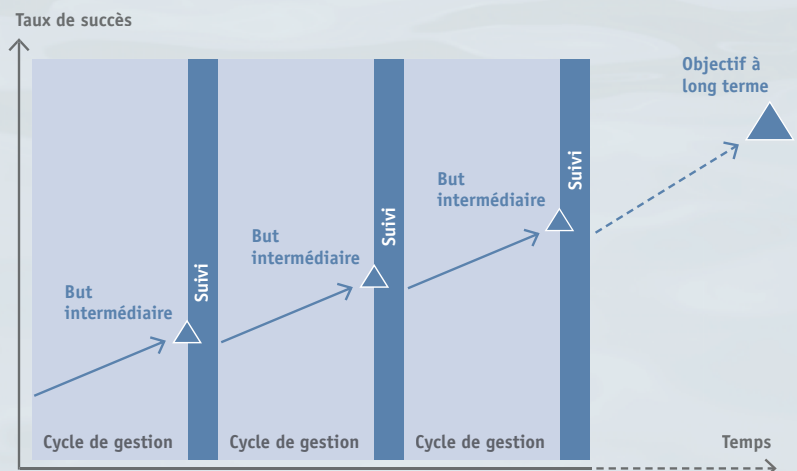 Taux de succès
Objectif à
long terme
But
intermédiaire
Suivi
But
intermédiaire
Suivi
But
intermédiaire
Suivi
Cycle de gestion
Cycle de gestion
Cycle de gestion
Temps